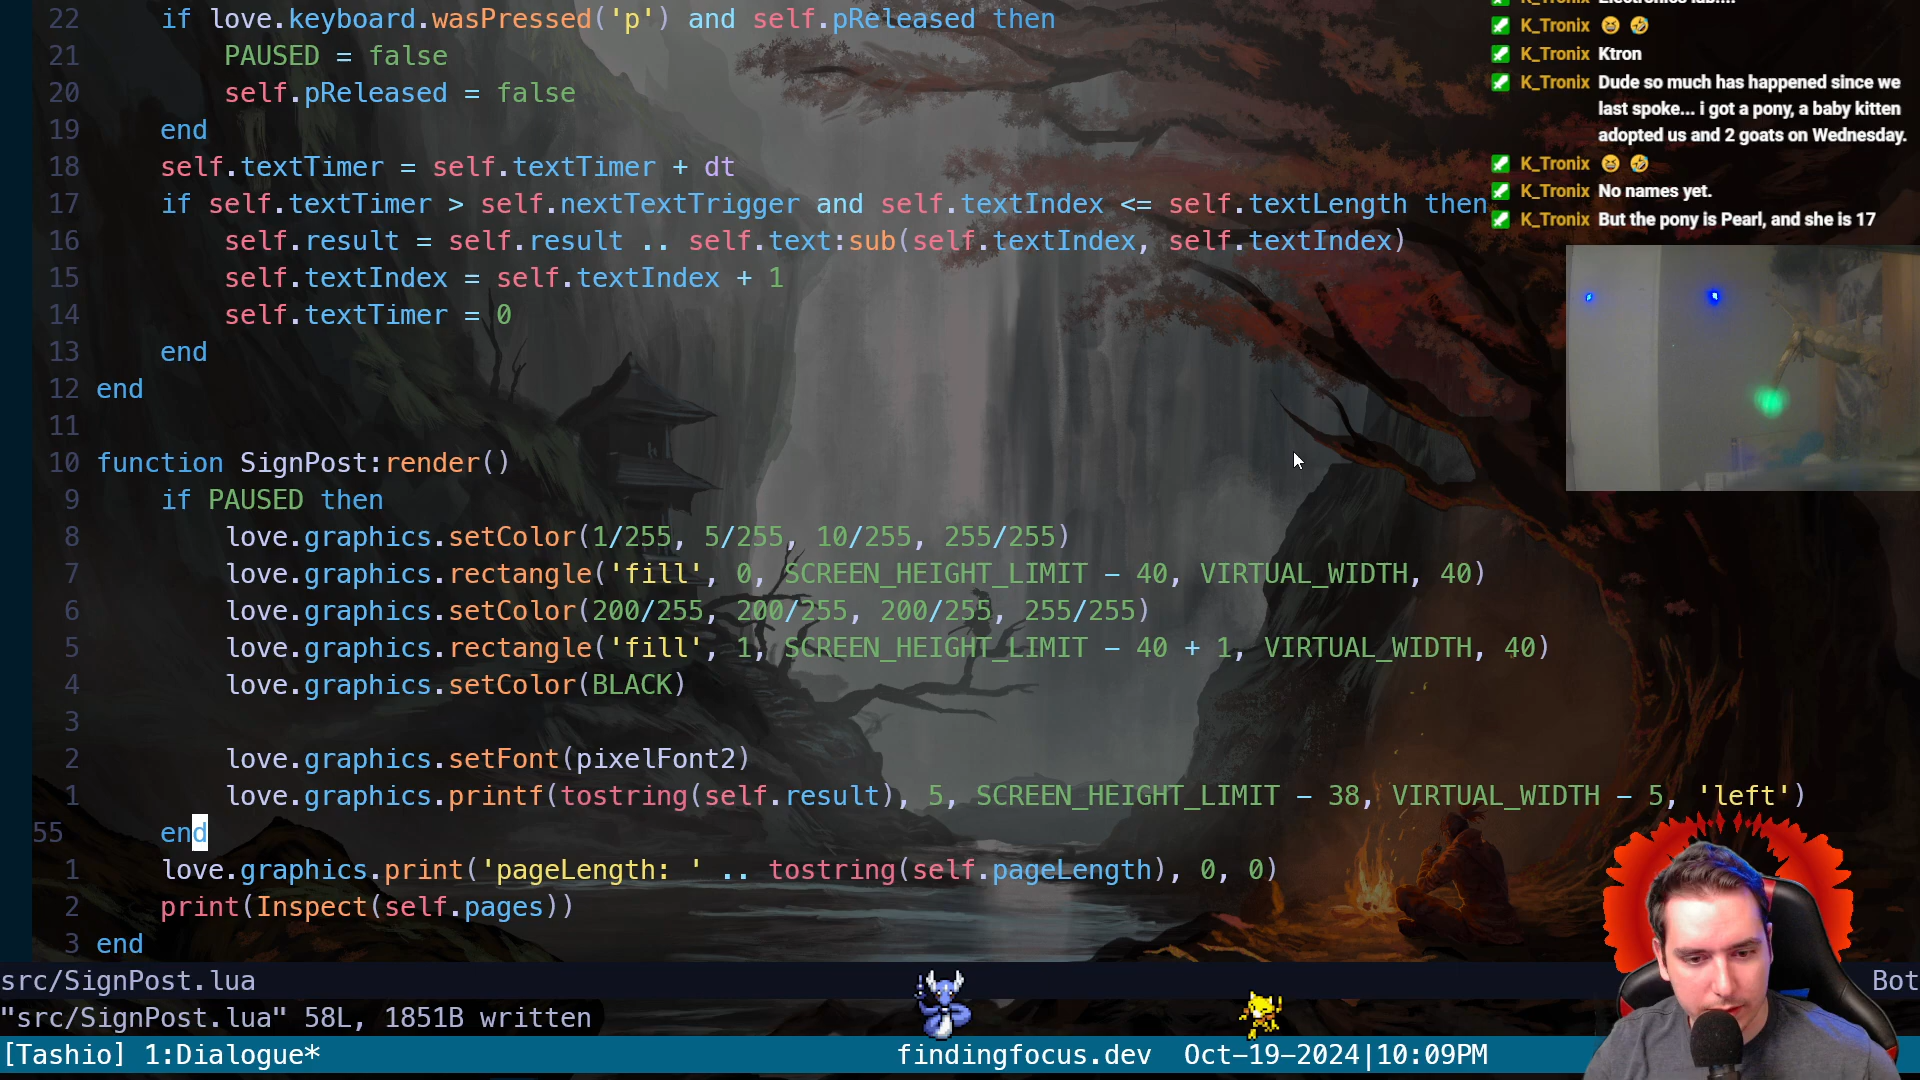 22 if love.keyboard.wasPressed('p') and self.pReleased then
21 PAUSED = false
20 self.pReleased = false
19 end
18 self.textTimer = self.textTimer + dt
17 if self.textTimer > self.nextTextTrigger and self.textIndex <= self.textLength then
16 self.result = self.result .. self.text:sub(self.textIndex, self.textIndex)
15 self.textIndex = self.textIndex + 1
14 self.textTimer = 0
13 end
12 end
11
10 function SignPost:render()
9 if PAUSED then
8 love.graphics.setColor(1/255, 5/255, 10/255, 255/255)
7 love.graphics.rectangle('fill', 0, SCREEN_HEIGHT_LIMIT - 40, VIRTUAL_WIDTH, 40)
6 love.graphics.setColor(200/255, 200/255, 200/255, 255/255)
5 love.graphics.rectangle('fill', 1, SCREEN_HEIGHT_LIMIT - 40 + 1, VIRTUAL_WIDTH, 40)
4 love.graphics.setColor(BLACK)
3
2 love.graphics.setFont(pixelFont2)
1 love.graphics.printf(tostring(self.result), 5, SCREEN_HEIGHT_LIMIT - 38, VIRTUAL_WIDTH - 5, 'left')
55 end
1 love.graphics.print('pageLength: ' .. tostring(self.pageLength), 0, 0)
2 print(Inspect(self.pages))
3 end
src/SignPost.lua Bot
"src/SignPost.lua" 58L, 1851B written
[Tashio] 1:Dialogue* findingfocus.dev Oct-19-2024|10:09PM
K_Tronix 😆 🤣
K_Tronix Ktron
K_Tronix Dude so much has happened since we
last spoke... i got a pony, a baby kitten
adopted us and 2 goats on Wednesday.
K_Tronix 😆 🤣
K_Tronix No names yet.
K_Tronix But the pony is Pearl, and she is 17